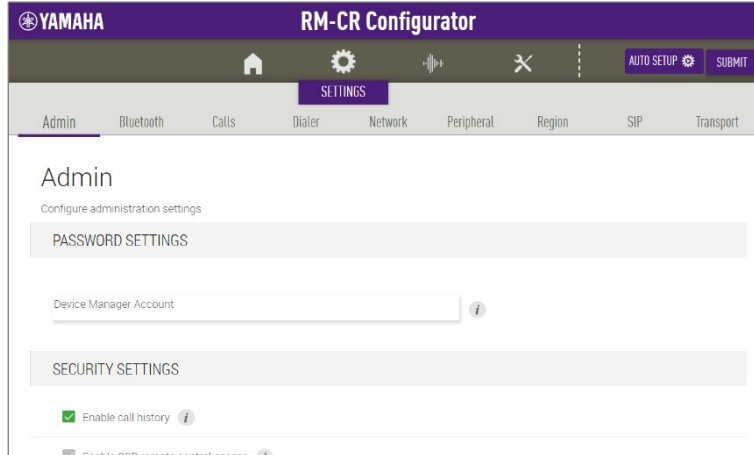 YAMAHA
RM-CR Configurator
AUTO SETUP
SUBMIT
SETTINGS
Admin Bluetooth Calls Dialer Network Peripheral Region SIP Transport
Admin
Configure administration settings
PASSWORD SETTINGS
Device Manager Account
i
SECURITY SETTINGS
Enable call history i